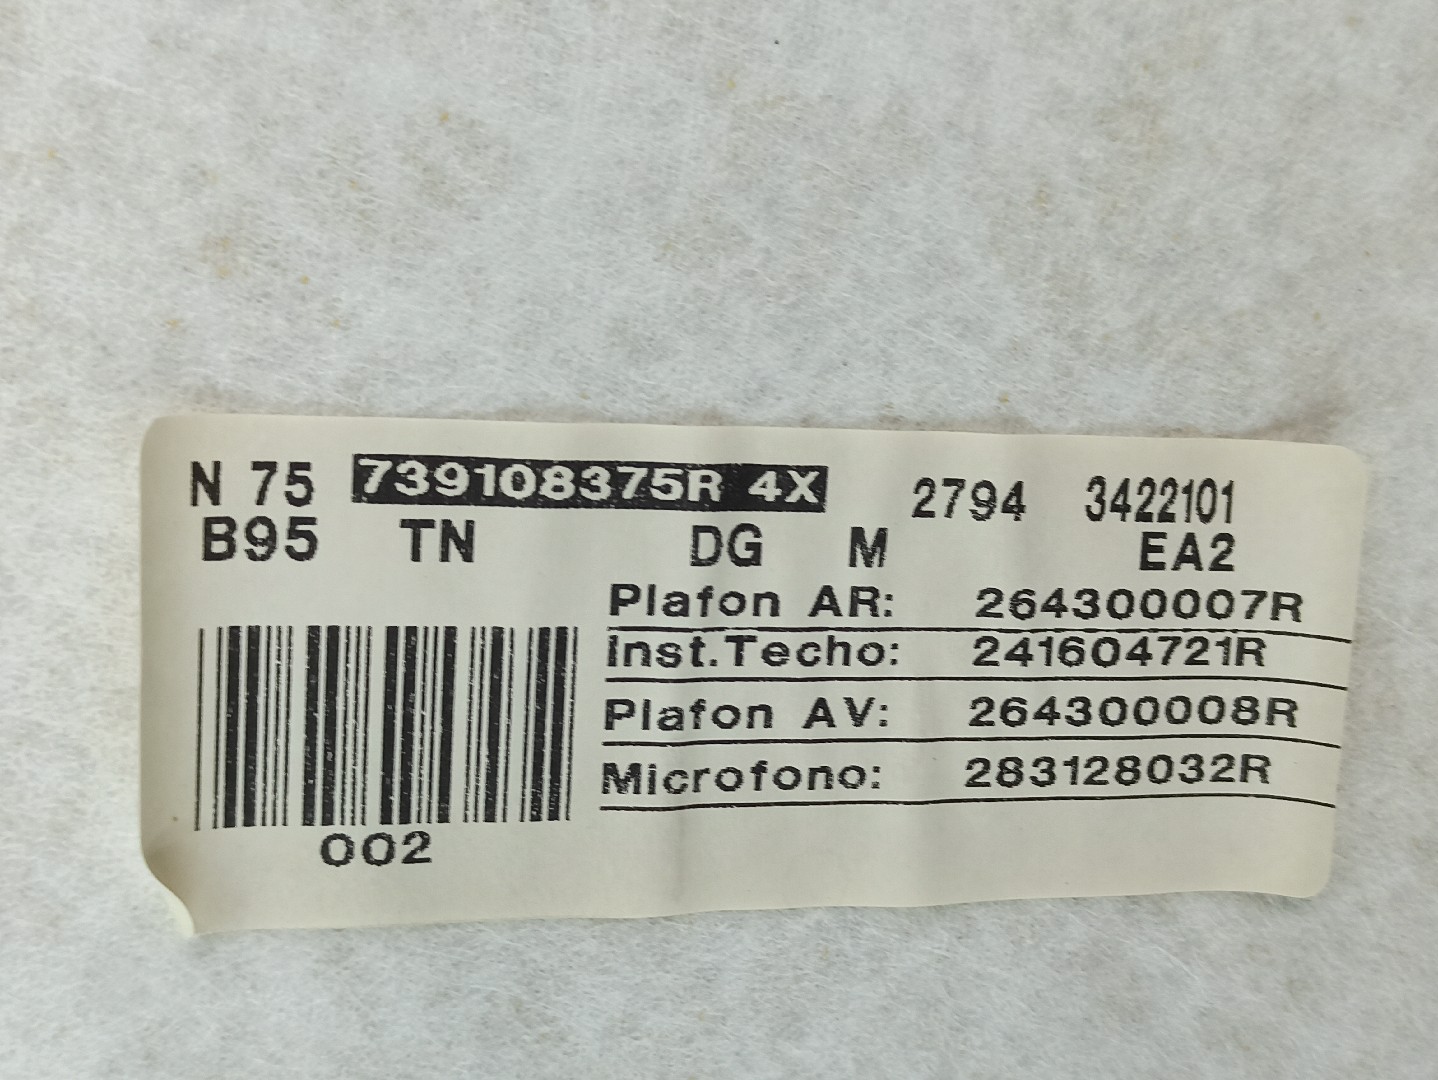 N 75 739108375R 4X 2794 3422101
B95 TN DG M EA2
Plafon AR: 264300007R
Inst.Techo: 241604721R
Plafon AV: 264300008R
Microfono: 283128032R
002